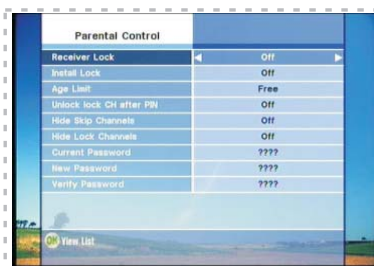 Parental Control
Receiver Lock Off
Install Lock Off
Age Limit Free
Unlock lock CH after PIN Off
Hide Skip Channels Off
Hide Lock Channels Off
Current Password ????
New Password ????
Verify Password ????
OK View List